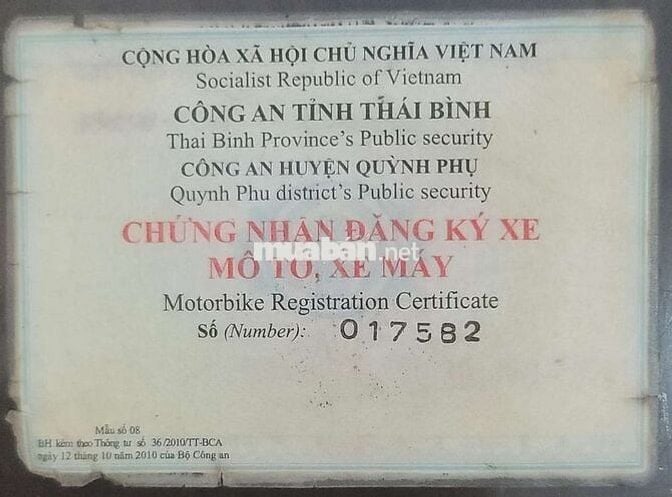 CỘNG HÒA XÃ HỘI CHỦ NGHĨA VIỆT NAM
Socialist Republic of Vietnam
CÔNG AN TỈNH THÁI BÌNH
Thai Binh Province's Public security
CÔNG AN HUYỆN QUỲNH PHỤ
Quynh Phu district's Public security
CHỨNG NHẬN ĐĂNG KÝ XE
muaban.net
MÔ TÔ, XE MÁY
Motorbike Registration Certificate
Số (Number): 017582
Mẫu số 08
BH kèm theo Thông tư số 36/2010/TT-BCA
ngày 12 tháng 10 năm 2010 của Bộ Công an